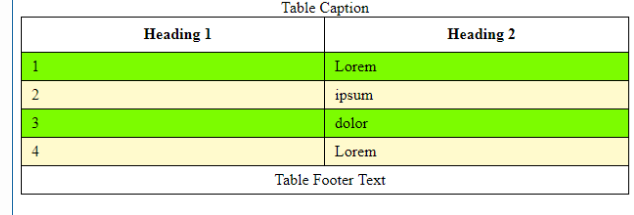 Table Caption
Heading 1 Heading 2
1 Lorem
2 ipsum
3 dolor
4 Lorem
Table Footer Text